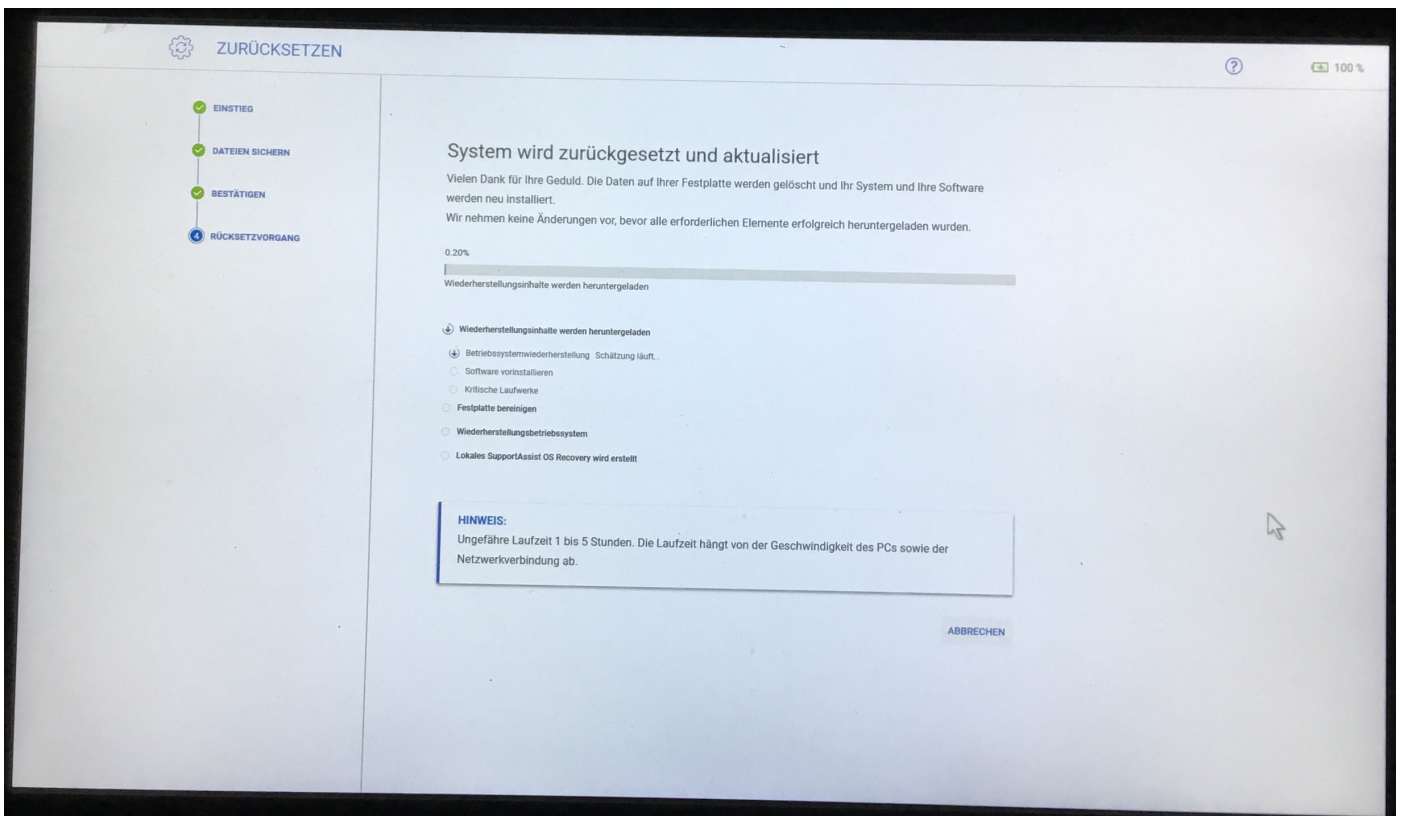 ZURÜCKSETZEN
100 %
EINSTIEG
DATEIEN SICHERN
BESTÄTIGEN
4 RÜCKSETZVORGANG
System wird zurückgesetzt und aktualisiert
Vielen Dank für Ihre Geduld. Die Daten auf Ihrer Festplatte werden gelöscht und Ihr System und Ihre Software
werden neu installiert.
Wir nehmen keine Änderungen vor, bevor alle erforderlichen Elemente erfolgreich heruntergeladen wurden.
0.20%
Wiederherstellungsinhalte werden heruntergeladen
Wiederherstellungsinhalte werden heruntergeladen
Betriebssystemwiederherstellung Schätzung läuft...
Software vorinstallieren
Kritische Laufwerke
Festplatte bereinigen
Wiederherstellungsbetriebssystem
Lokales SupportAssist OS Recovery wird erstellt
HINWEIS:
Ungefähre Laufzeit 1 bis 5 Stunden. Die Laufzeit hängt von der Geschwindigkeit des PCs sowie der
Netzwerkverbindung ab.
ABBRECHEN